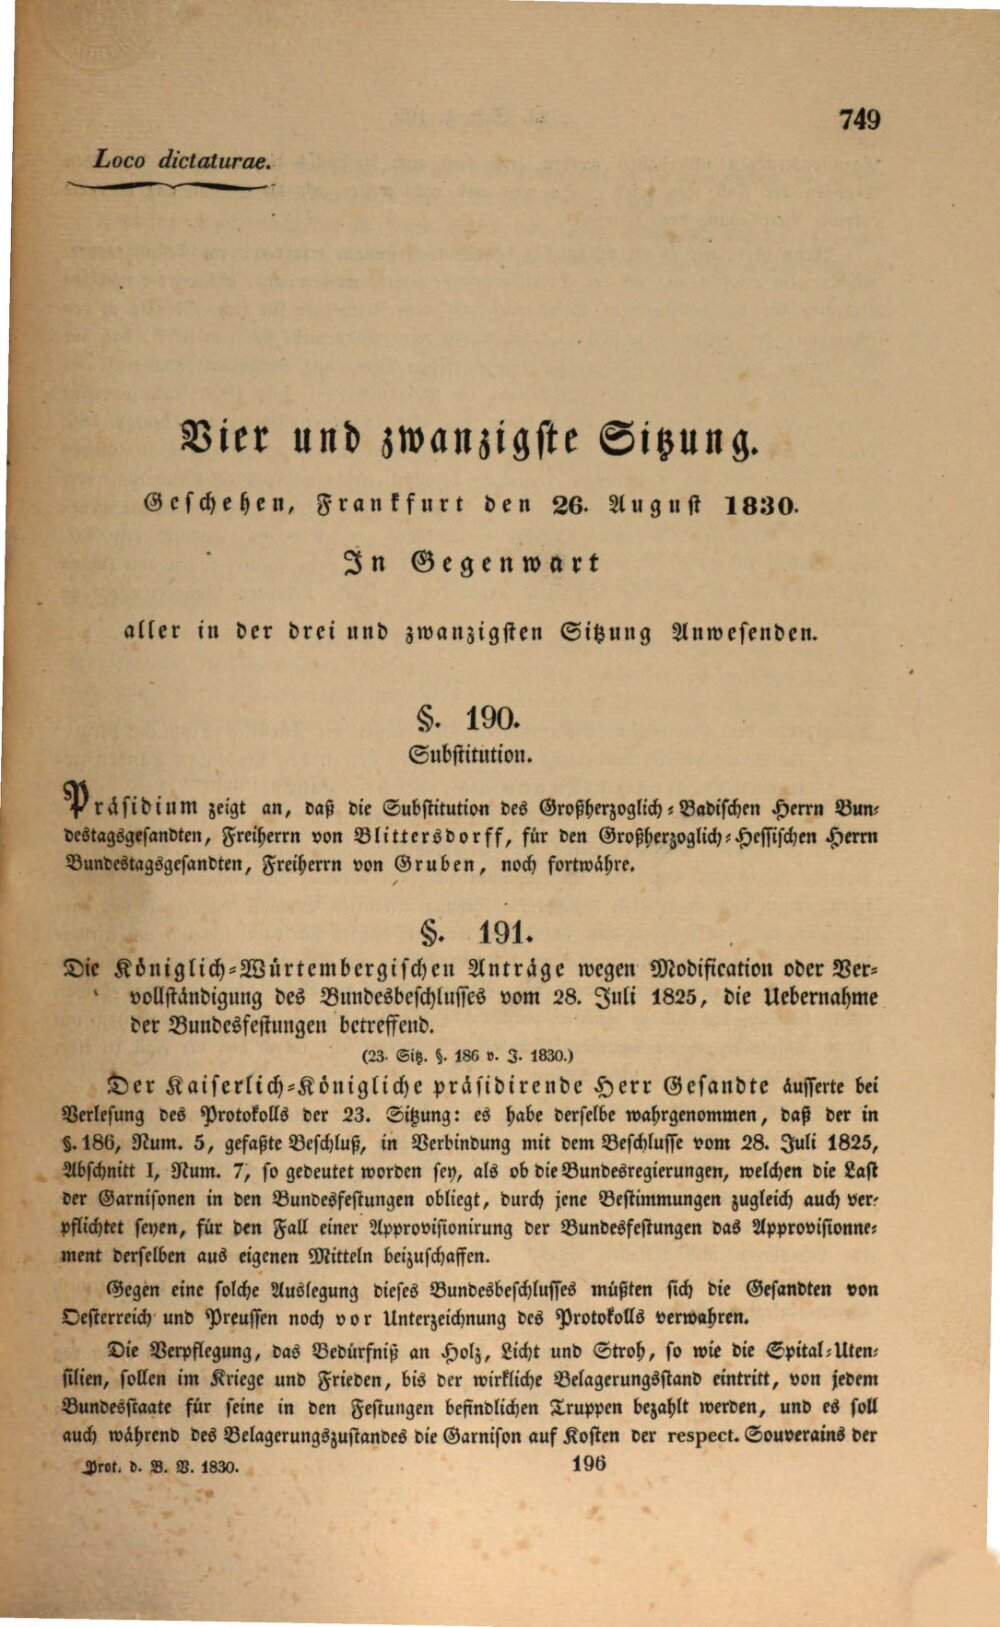 749
Loco dictaturae.
Vier und zwanzigste Sitzung.
Geschehen, Frankfurt den 26. August 1830.
In Gegenwart
aller in der drei und zwanzigsten Sitzung Anwesenden.
§. 190.
Substitution.
Präsidium zeigt an, daß die Substitution des Großherzoglich-Badischen Herrn Bun-
destagsgesandten, Freiherrn von Blittersdorff, für den Großherzoglich-Hessischen Herrn
Bundestagsgesandten, Freiherrn von Gruben, noch fortwähre.
§. 191.
Die Königlich-Würtembergischen Anträge wegen Modification oder Ver-
vollständigung des Bundesbeschlusses vom 28. Juli 1825, die Uebernahme
der Bundesfestungen betreffend.
(23. Sitz. §. 186 v. J. 1830.)
Der Kaiserlich-Königliche präsidirende Herr Gesandte äusserte bei
Verlesung des Protokolls der 23. Sitzung: es habe derselbe wahrgenommen, daß der in
§. 186, Num. 5, gefaßte Beschluß, in Verbindung mit dem Beschlusse vom 28. Juli 1825,
Abschnitt I, Num. 7, so gedeutet worden sey, als ob die Bundesregierungen, welchen die Last
der Garnisonen in den Bundesfestungen obliegt, durch jene Bestimmungen zugleich auch ver-
pflichtet seyen, für den Fall einer Approvisionirung der Bundesfestungen das Approvisionne-
ment derselben aus eigenen Mitteln beizuschaffen.
Gegen eine solche Auslegung dieses Bundesbeschlusses müßten sich die Gesandten von
Oesterreich und Preussen noch vor Unterzeichnung des Protokolls verwahren.
Die Verpflegung, das Bedürfniß an Holz, Licht und Stroh, so wie die Spital-Uten-
silien, sollen im Kriege und Frieden, bis der wirkliche Belagerungsstand eintritt, von jedem
Bundesstaate für seine in den Festungen befindlichen Truppen bezahlt werden, und es soll
auch während des Belagerungszustandes die Garnison auf Kosten der respect. Souverains der
Prot. d. B. V. 1830.
196